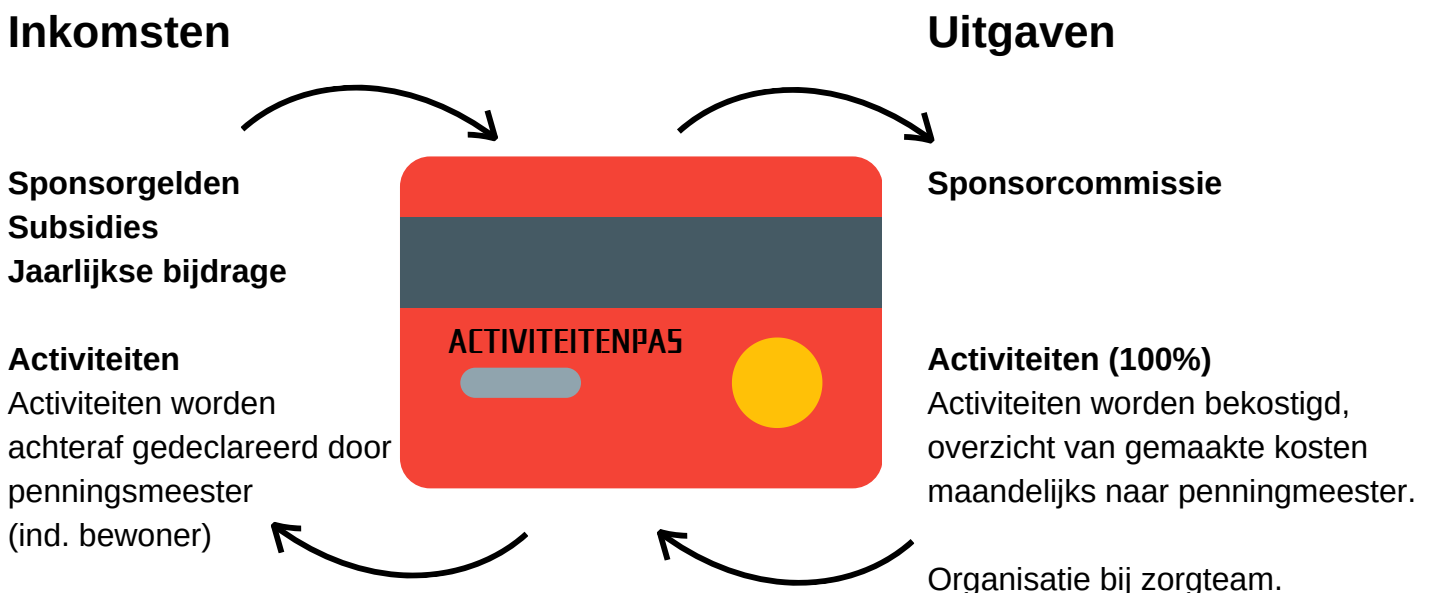 Inkomsten
Sponsorgelden
Subsidies
Jaarlijkse bijdrage
Activiteiten
Activiteiten worden
achteraf gedeclareerd door
penningsmeester
(ind. bewoner)
ACTIVITEITENPAS
Uitgaven
Sponsorcommissie
Activiteiten (100%)
Activiteiten worden bekostigd,
overzicht van gemaakte kosten
maandelijks naar penningmeester.
Organisatie bij zorgteam.